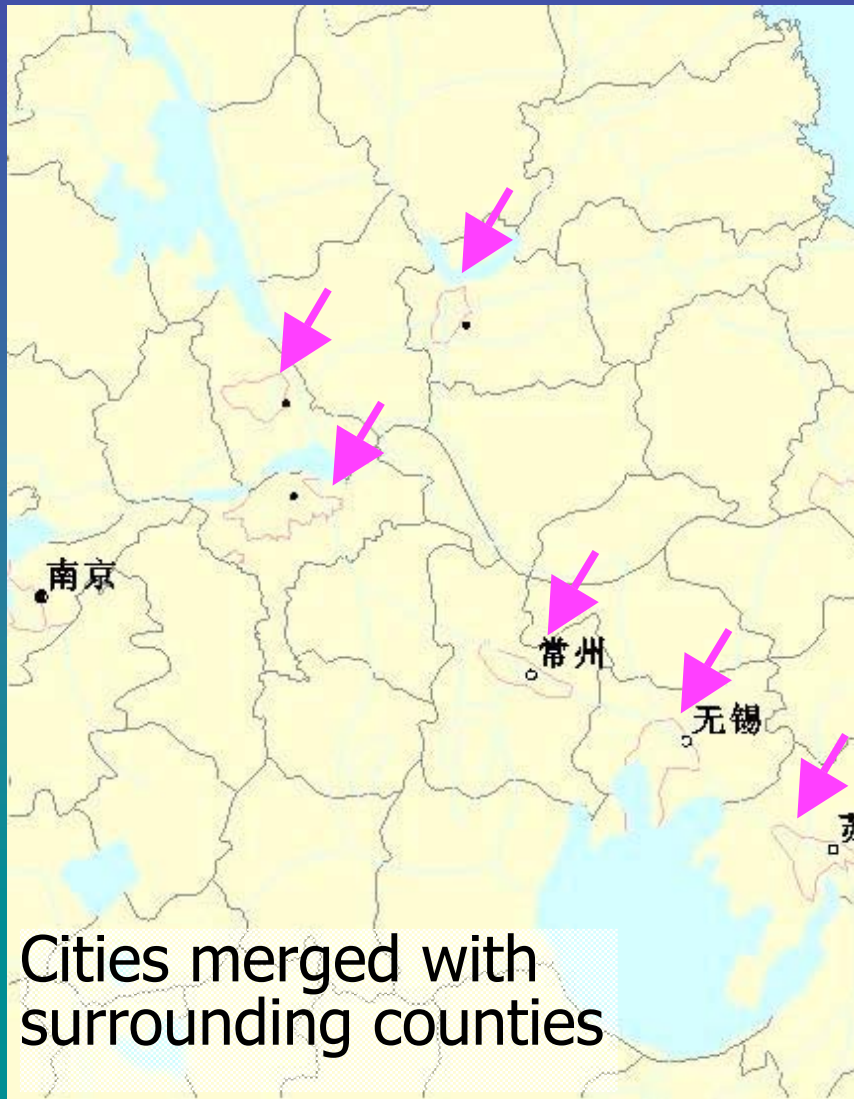 南京
常州
无锡
Cities merged with
surrounding counties